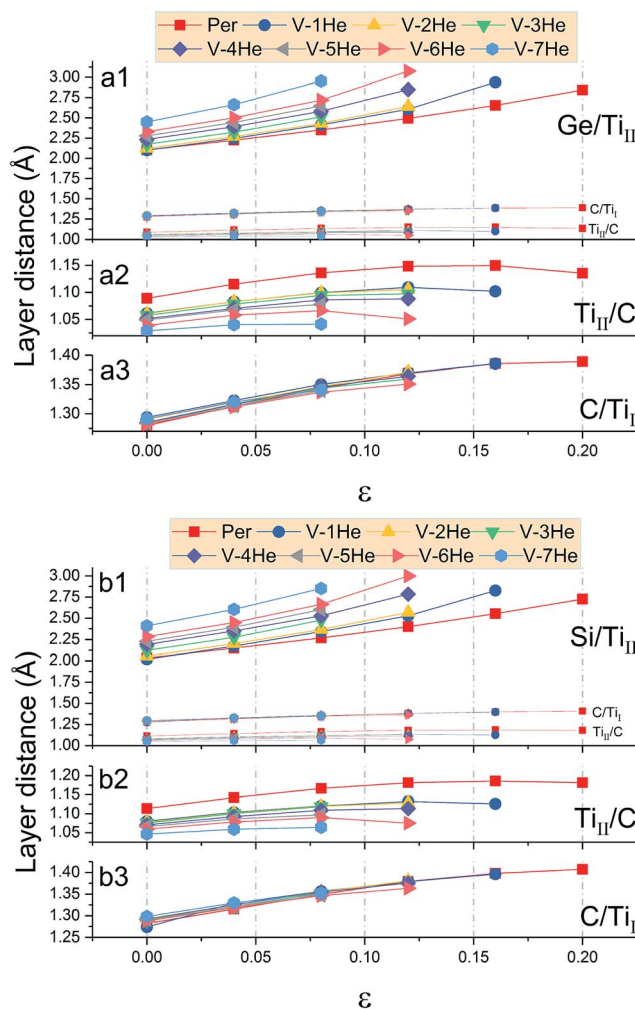 Per V-1He V-2He V-3He
V-4He V-5He V-6He V-7He
a1
3.00
2.75
2.50
2.25
2.00
1.50
1.25
1.00
Ge/TiII
C/TiI
TiII/C
a2
1.15
1.10
1.05
TiII/C
a3
1.40
1.35
1.30
C/TiI
Layer distance (Å)
0.00 0.05 0.10 0.15 0.20
ε
Per V-1He V-2He V-3He
V-4He V-5He V-6He V-7He
b1
3.00
2.75
2.50
2.25
2.00
1.50
1.25
1.00
Si/TiII
C/TiI
TiII/C
b2
1.20
1.15
1.10
1.05
TiII/C
b3
1.40
1.35
1.30
1.25
C/TiI
Layer distance (Å)
0.00 0.05 0.10 0.15 0.20
ε